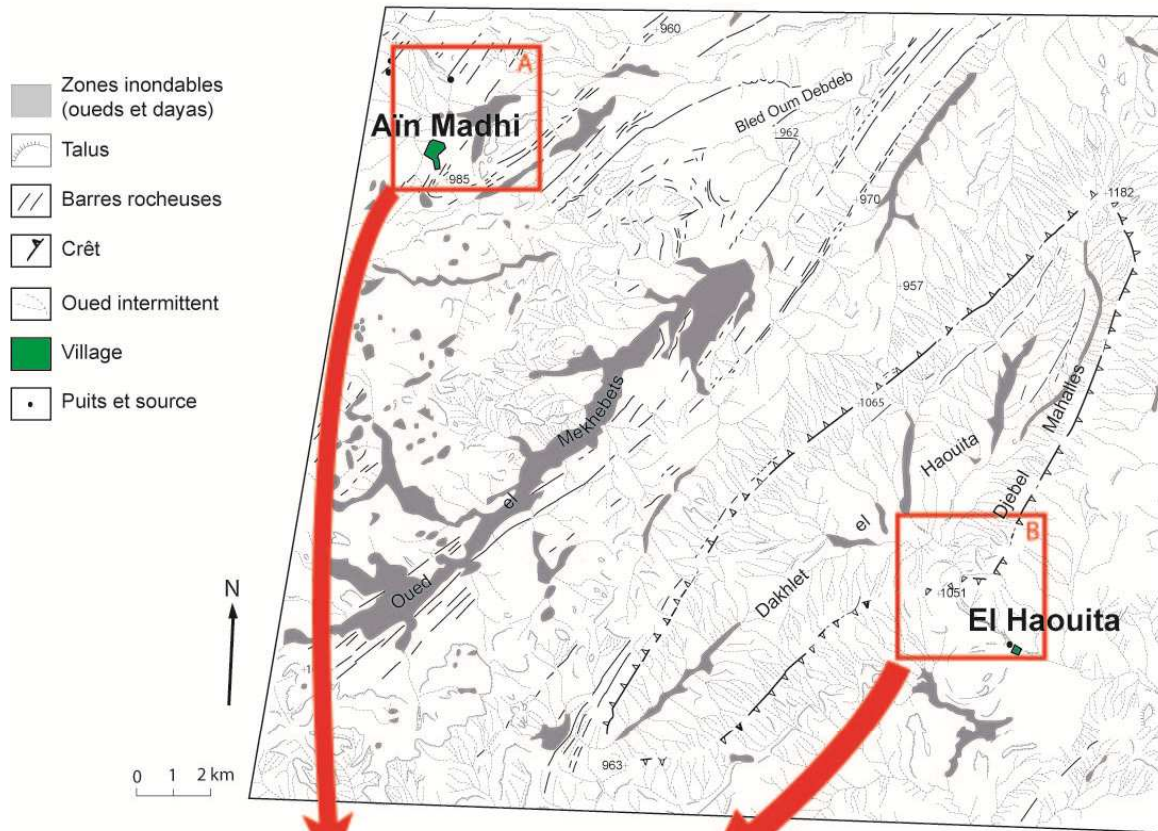 Zones inondables
(oueds et dayas)
Talus
Barres rocheuses
Crêt
Oued intermittent
Village
Puits et source
N
0 1 2 km
A
Aïn Madhi
960
985
Bled Oum Debdeb
962
970
1182
957
1065
Oued el Mekhebets
Dakhlet el Haouita
Djebel Mahalles
B
1051
El Haouita
963